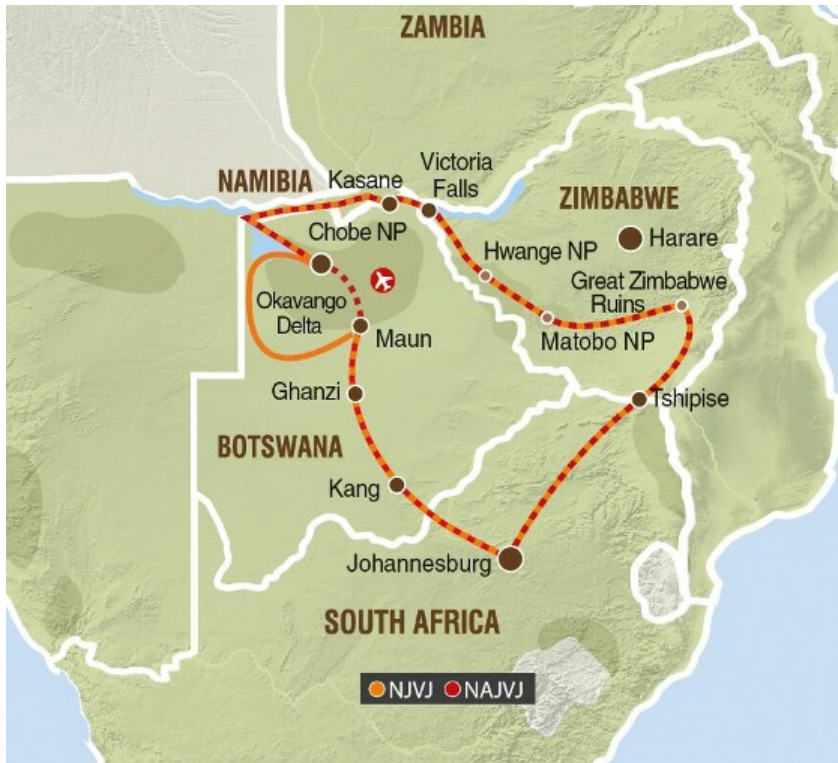 ZAMBIA
Victoria
Falls
NAMIBIA
Kasane
ZIMBABWE
Chobe NP
Harare
Hwange NP
Great Zimbabwe
Ruins
Okavango
Delta
Maun
Matobo NP
Ghanzi
Tshipise
BOTSWANA
Kang
Johannesburg
SOUTH AFRICA
NJVJ NAJVJ